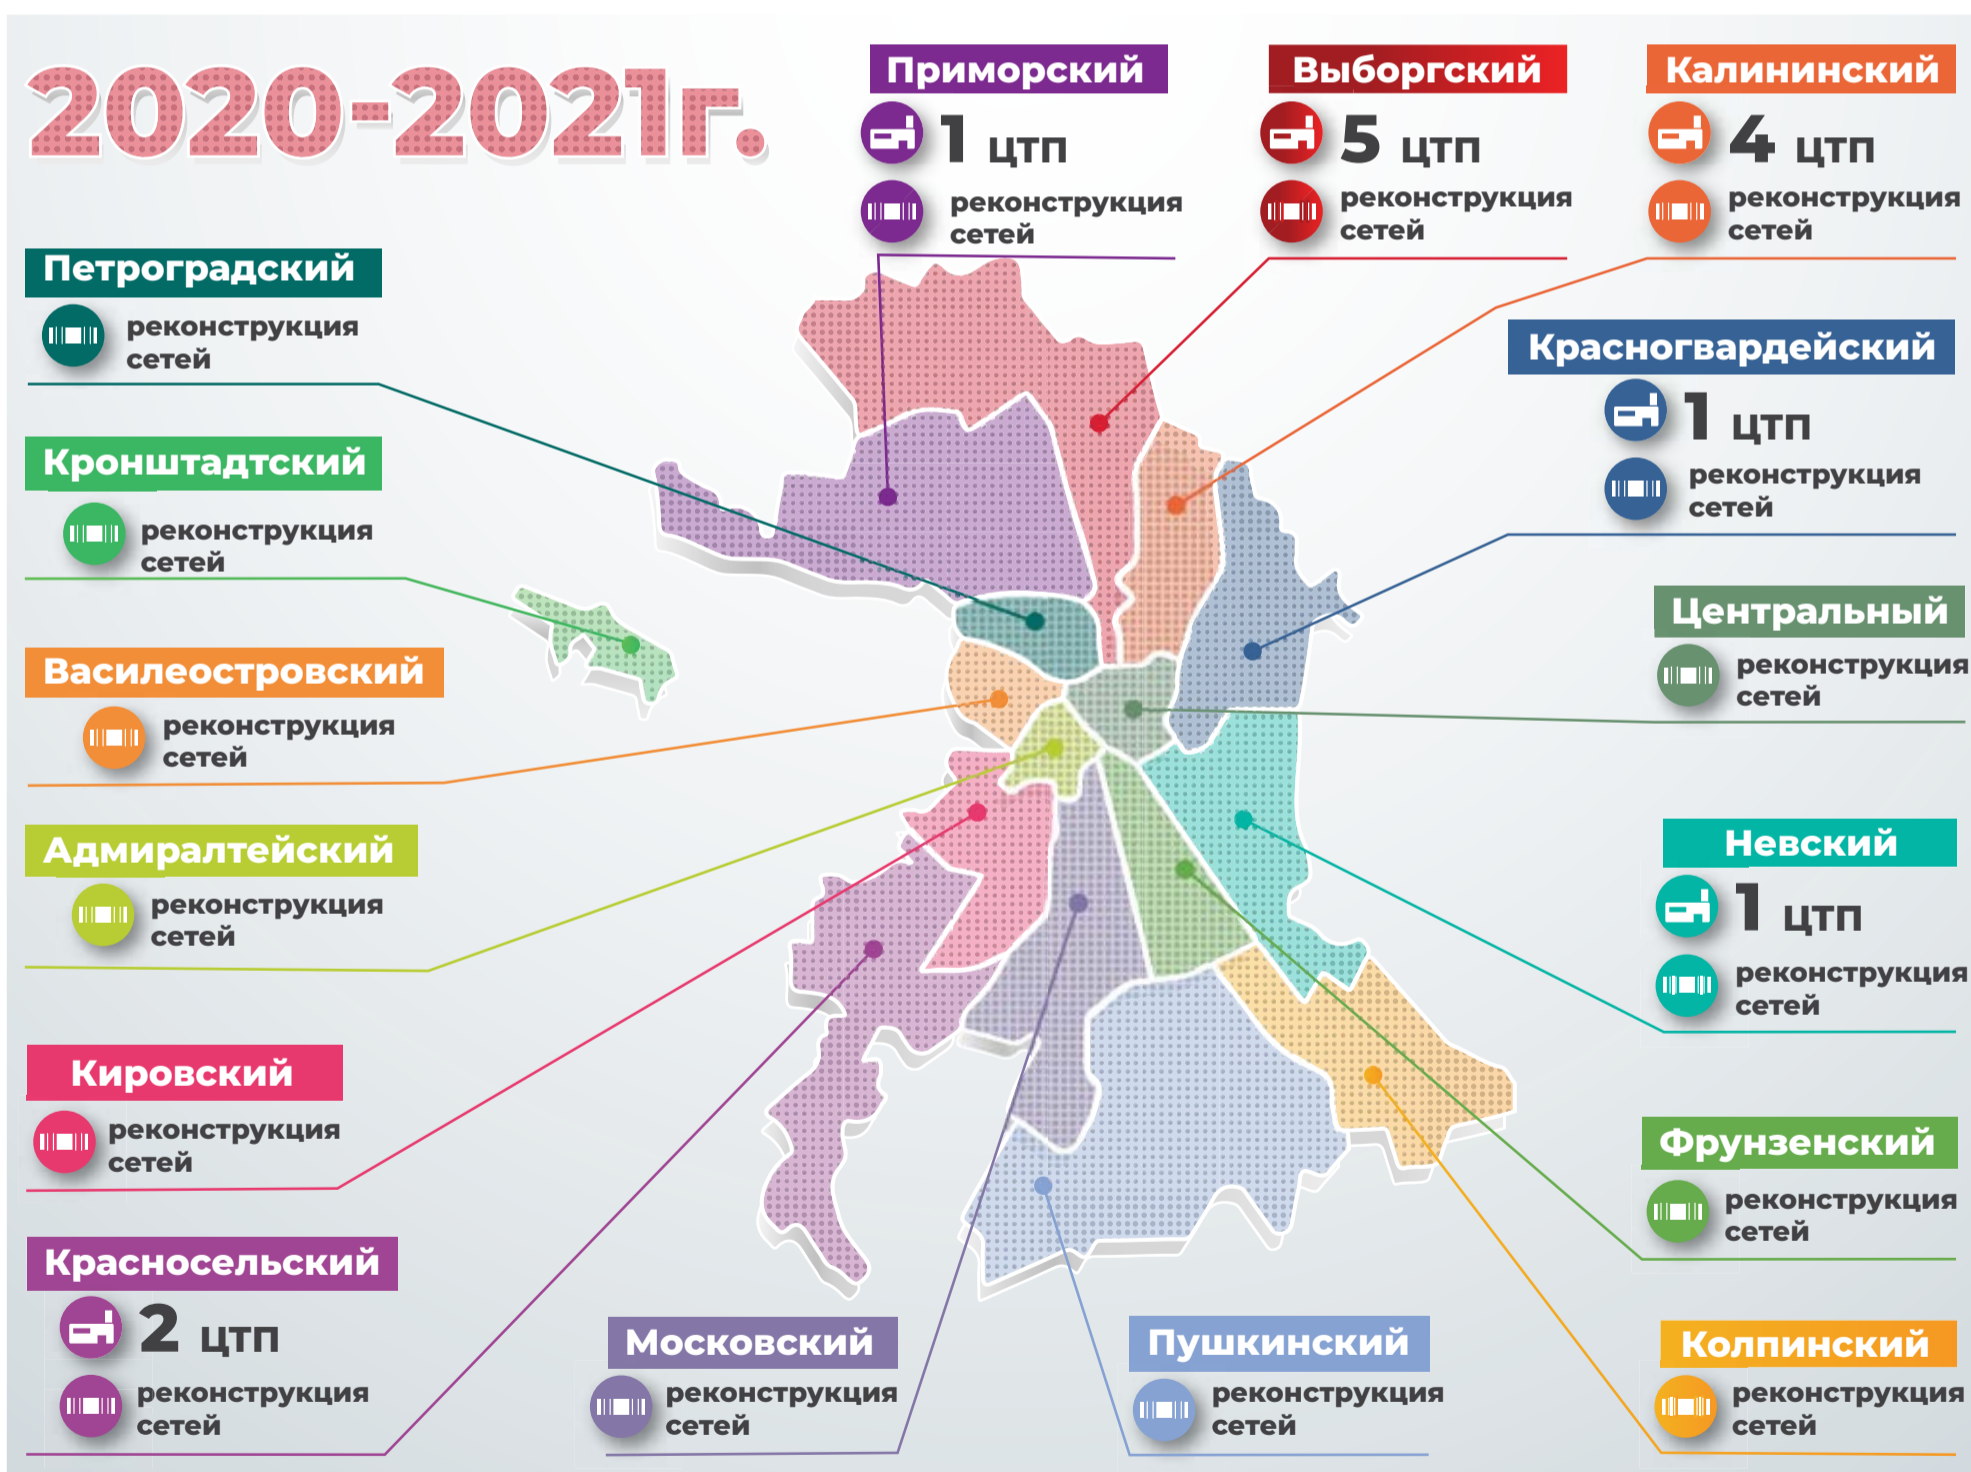 2020-2021г.
Приморский
1 цтп
реконструкция
сетей
Выборгский
5 цтп
реконструкция
сетей
Калининский
4 цтп
реконструкция
сетей
Петроградский
реконструкция
сетей
Красногвардейский
1 цтп
реконструкция
сетей
Кронштадтский
реконструкция
сетей
Центральный
реконструкция
сетей
Василеостровский
реконструкция
сетей
Адмиралтейский
реконструкция
сетей
Невский
1 цтп
реконструкция
сетей
Кировский
реконструкция
сетей
Фрунзенский
реконструкция
сетей
Красносельский
2 цтп
реконструкция
сетей
Московский
реконструкция
сетей
Пушкинский
реконструкция
сетей
Колпинский
реконструкция
сетей